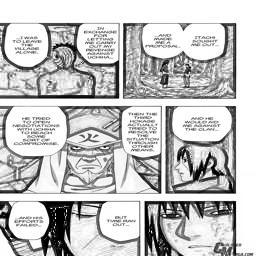 ITACHI
SOUGHT ME
OUT...
...AND
MADE A
PROPOSAL.
IN
EXCHANGE FOR
LETTING
ME CARRY
OUT MY
REVENGE
AGAINST
UCHIHA...
...I WAS
TO LEAVE
THE
VILLAGE
ALONE.
AND HE
WOULD AID
ME AGAINST
THE CLAN...
THEN THE
THIRD
HOKAGE
ACTUALLY
TRIED TO
RESOLVE
THE
SITUATION
THROUGH
OTHER
MEANS.
HE TRIED
TO OPEN
NEGOTIATIONS
WITH UCHIHA
TO REACH
SOME
SORT OF
COMPROMISE.
BUT TIME
RAN OUT.
...AND HIS
EFFORTS
FAILED...